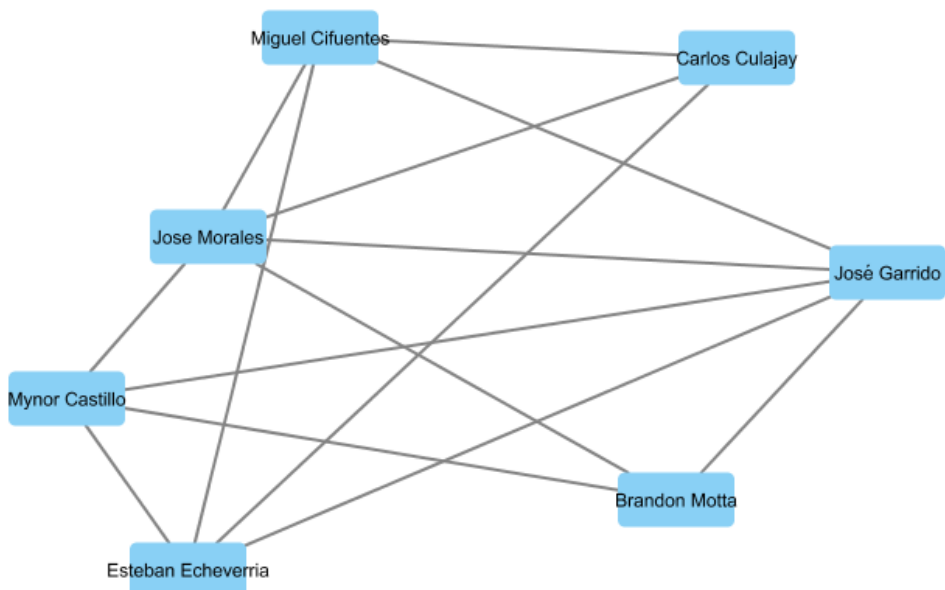 Miguel Cifuentes
Carlos Culajay
Jose Morales
José Garrido
Mynor Castillo
Brandon Motta
Esteban Echeverria